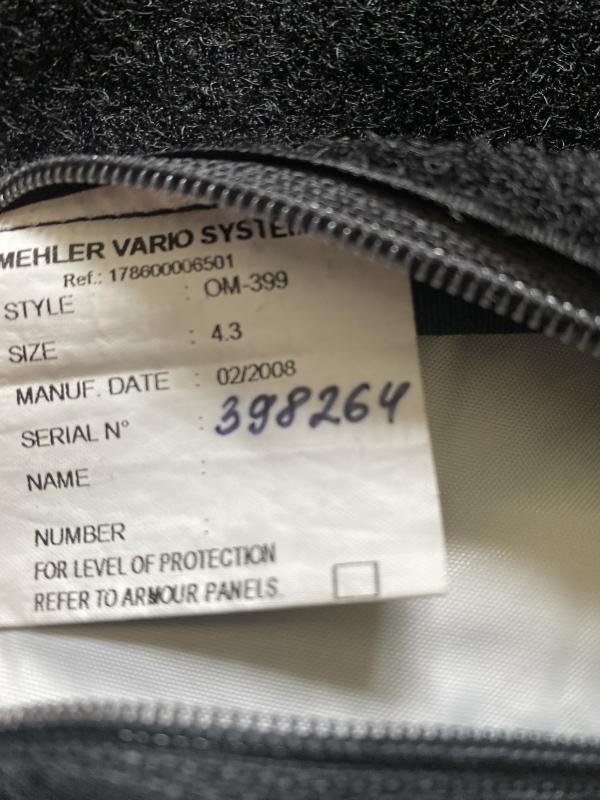 MEHLER VARIO SYSTEM
Ref.: 178600006501
STYLE : OM-399
SIZE : 4.3
MANUF. DATE : 02/2008
SERIAL N° : 398264
NAME :
NUMBER :
FOR LEVEL OF PROTECTION
REFER TO ARMOUR PANELS.